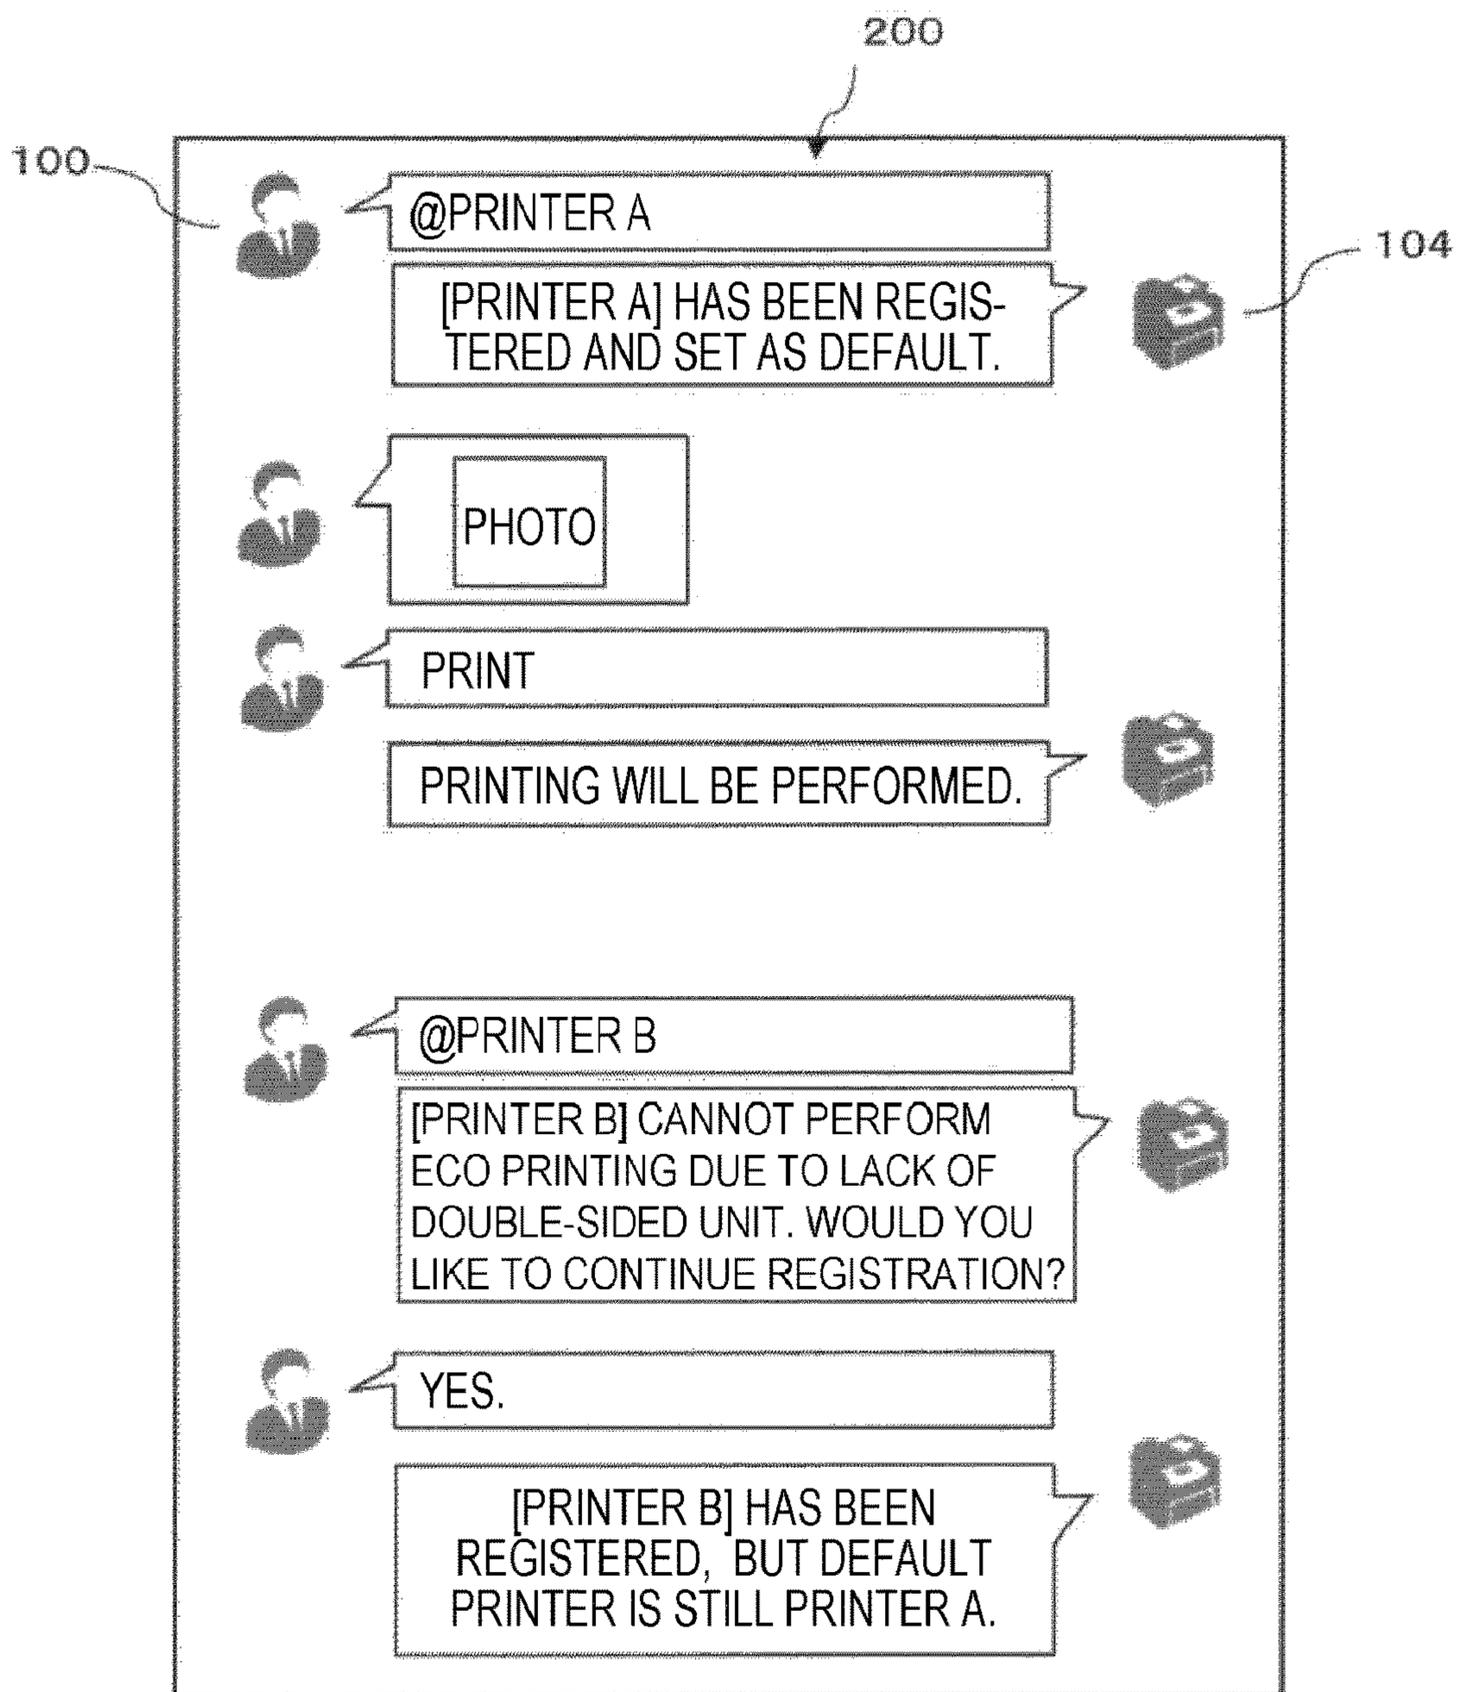 200
100
@PRINTER A
104
[PRINTER A] HAS BEEN REGIS-
TERED AND SET AS DEFAULT.
PHOTO
PRINT
PRINTING WILL BE PERFORMED.
@PRINTER B
[PRINTER B] CANNOT PERFORM
ECO PRINTING DUE TO LACK OF
DOUBLE-SIDED UNIT. WOULD YOU
LIKE TO CONTINUE REGISTRATION?
YES.
[PRINTER B] HAS BEEN
REGISTERED, BUT DEFAULT
PRINTER IS STILL PRINTER A.